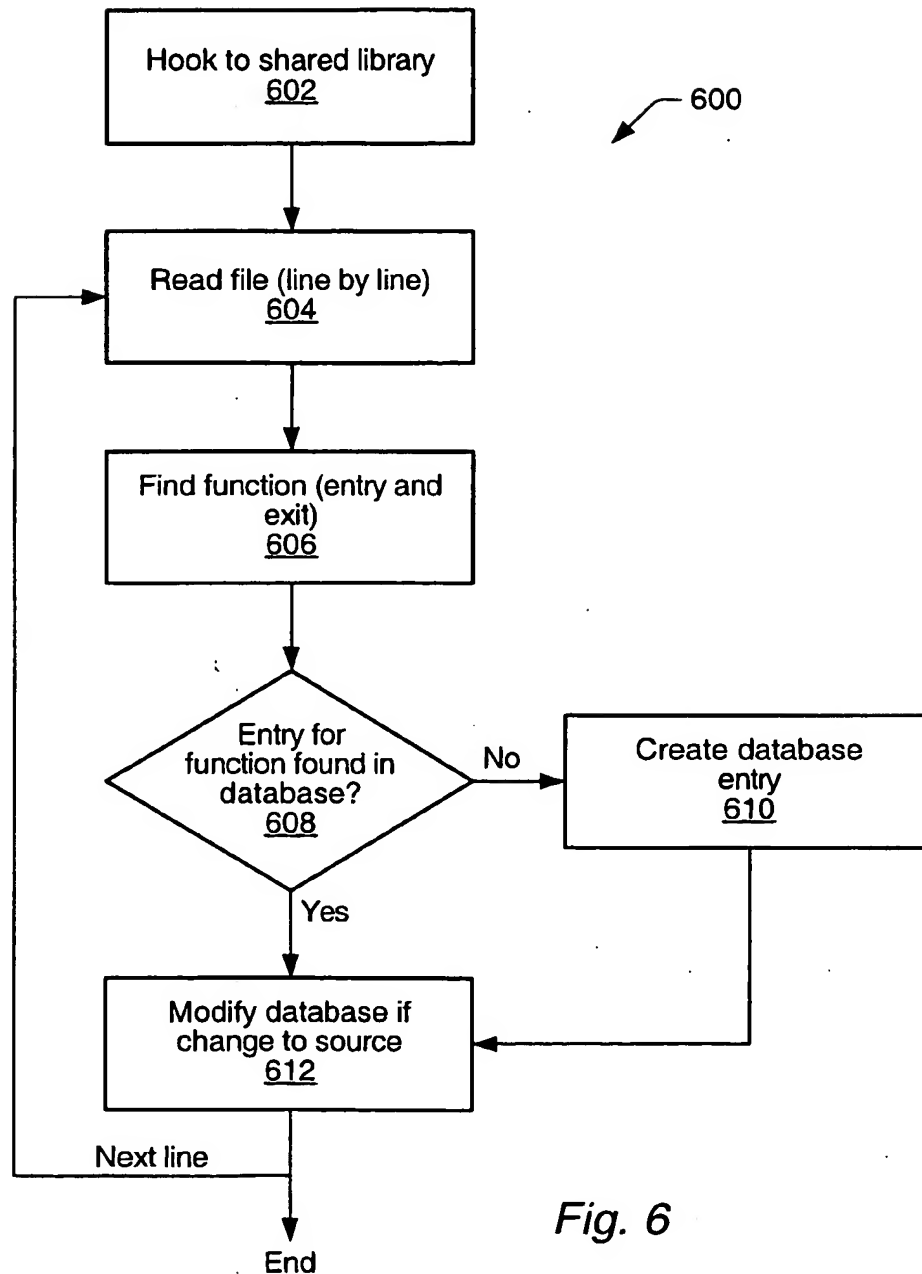 Hook to shared library
602
600
Read file (line by line)
604
Find function (entry and
exit)
606
Entry for
function found in
database?
608
No
Create database
entry
610
Yes
Modify database if
change to source
612
Next line
End
Fig. 6